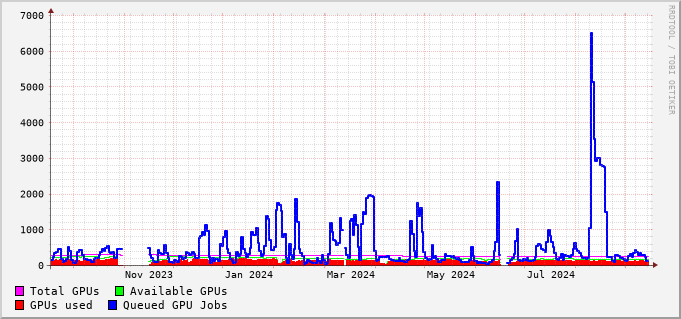 7000
6000
5000
4000
3000
2000
1000
0
Nov 2023 Jan 2024 Mar 2024 May 2024 Jul 2024
Total GPUs Available GPUs
GPUs used Queued GPU Jobs
RRDTOOL / TOBI OETIKER